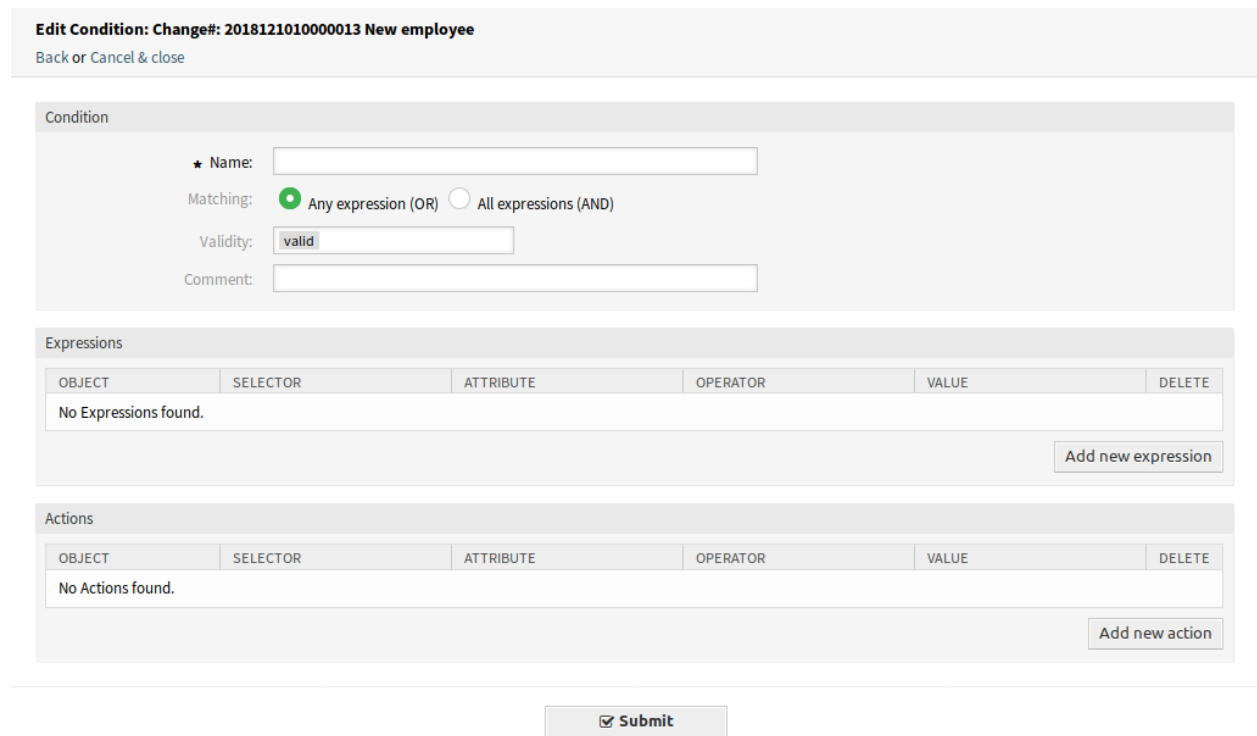 Edit Condition: Change#: 2018121010000013 New employee
Back or Cancel & close
Condition
★ Name:
Matching: Any expression (OR) All expressions (AND)
Validity: valid
Comment:
Expressions
OBJECT SELECTOR ATTRIBUTE OPERATOR VALUE DELETE
No Expressions found.
Add new expression
Actions
OBJECT SELECTOR ATTRIBUTE OPERATOR VALUE DELETE
No Actions found.
Add new action
Submit